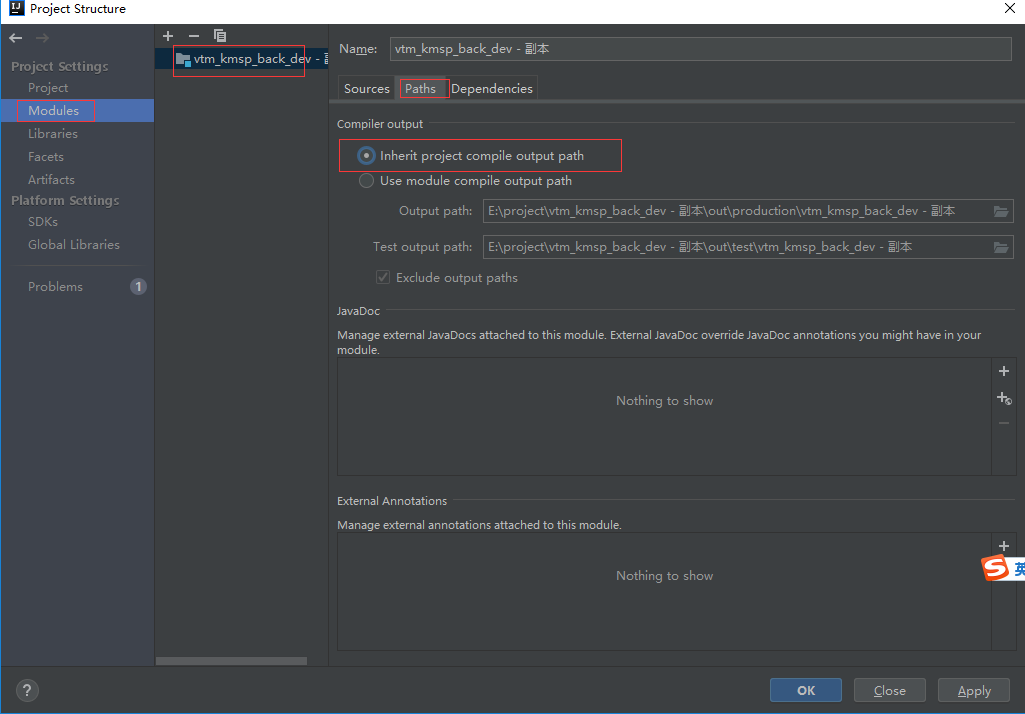 IJ Project Structure
Project Settings
Project
Modules
Libraries
Facets
Artifacts
Platform Settings
SDKs
Global Libraries
Problems 1
vtm_kmsp_back_dev -
Name: vtm_kmsp_back_dev - 副本
Sources Paths Dependencies
Compiler output
Inherit project compile output path
Use module compile output path
Output path: E:\project\vtm_kmsp_back_dev - 副本\out\production\vtm_kmsp_back_dev - 副本
Test output path: E:\project\vtm_kmsp_back_dev - 副本\out\test\vtm_kmsp_back_dev - 副本
Exclude output paths
JavaDoc
Manage external JavaDocs attached to this module. External JavaDoc override JavaDoc annotations you might have in your
module.
Nothing to show
External Annotations
Manage external annotations attached to this module.
Nothing to show
S 英
?
OK Close Apply